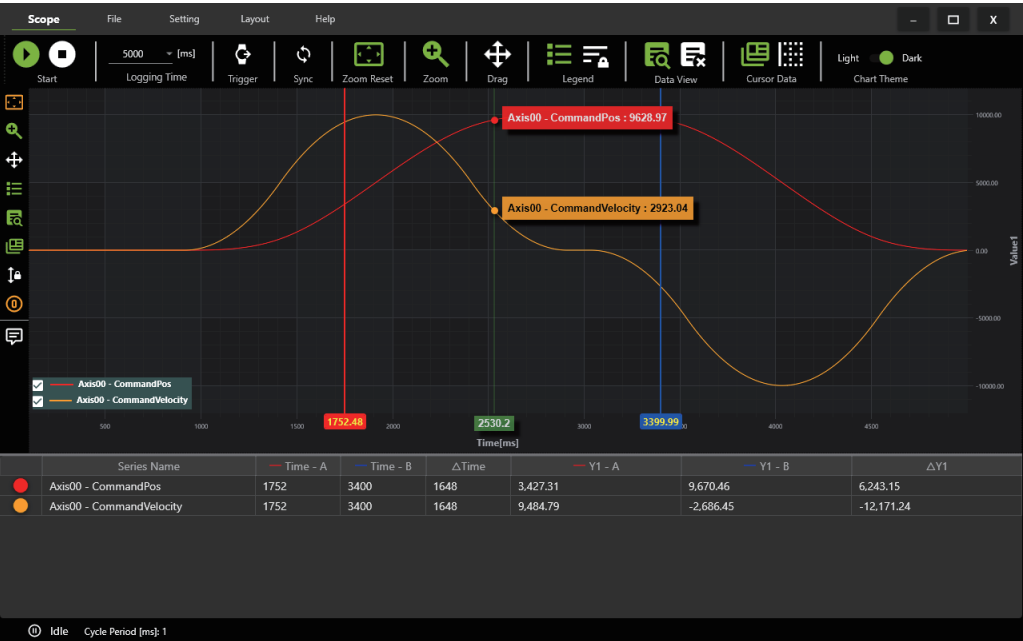 Scope File Setting Layout Help
– X
5000 [ms] Light Dark
Start Logging Time Trigger Sync Zoom Reset Zoom Drag Legend Data View Cursor Data Chart Theme
Axis00 - CommandPos : 9628.97
10000.00
5000.00
Axis00 - CommandVelocity : 2923.04
0.00
Value1
-5000.00
-10000.00
Axis00 - CommandPos
Axis00 - CommandVelocity
500 1000 1500 1752.48 2000 2530.2 3000 3399.99 4000 4500
Time[ms]
Series Name Time - A Time - B △Time Y1 - A Y1 - B △Y1
Axis00 - CommandPos 1752 3400 1648 3,427.31 9,670.46 6,243.15
Axis00 - CommandVelocity 1752 3400 1648 9,484.79 -2,686.45 -12,171.24
Idle Cycle Period [ms]: 1